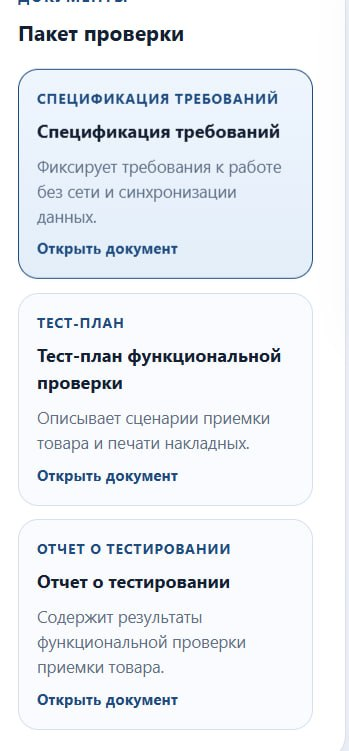 ДОКУМЕНТЫ
Пакет проверки
СПЕЦИФИКАЦИЯ ТРЕБОВАНИЙ
Спецификация требований
Фиксирует требования к работе
без сети и синхронизации
данных.
Открыть документ
ТЕСТ-ПЛАН
Тест-план функциональной
проверки
Описывает сценарии приемки
товара и печати накладных.
Открыть документ
ОТЧЕТ О ТЕСТИРОВАНИИ
Отчет о тестировании
Содержит результаты
функциональной проверки
приемки товара.
Открыть документ